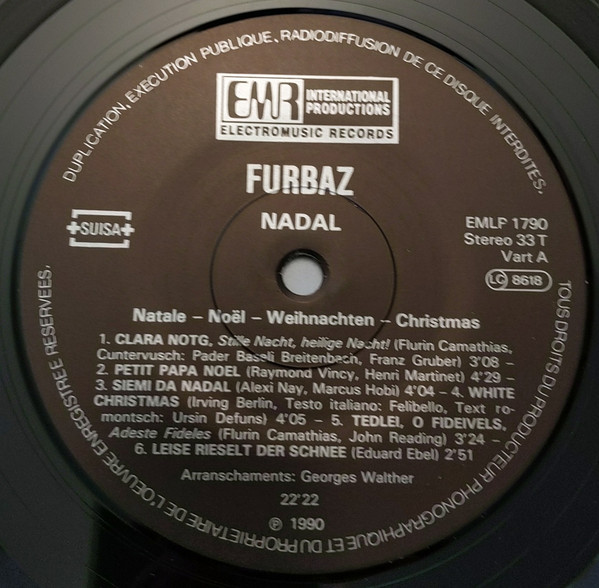 DUPLICATION, EXÉCUTION PUBLIQUE, RADIODIFFUSION DE CE DISQUE INTERDITES.
EMR INTERNATIONAL
PRODUCTIONS
ELECTROMUSIC RECORDS
FURBAZ
NADAL
SUISA
EMLP 1790
Stereo 33 T
Vart A
LC 8618
Natale – Noël – Weihnachten – Christmas
1. CLARA NOTG, Stille Nacht, heilige Nacht! (Flurin Camathias,
Cuntervusch: Pader Baseli Breitenbach, Franz Gruber) 3'08 –
2. PETIT PAPA NOEL (Raymond Vincy, Henri Martinet) 4'29 –
3. SIEMI DA NADAL (Alexi Nay, Marcus Hobi) 4'04 – 4. WHITE
CHRISTMAS (Irving Berlin, Testo italiano: Felibello, Text ro-
montsch: Ursin Defuns) 4'05 – 5. TEDLEI, O FIDEIVELS,
Adeste Fideles (Flurin Camathias, John Reading) 3'24 –
6. LEISE RIESELT DER SCHNEE (Eduard Ebel) 2'51
Arranschaments: Georges Walther
22'22
℗ 1990
TOUS DROITS DU PRODUCTEUR PHONOGRAPHIQUE ET DU PROPRIETAIRE DE L'OEUVRE ENREGISTREE RESERVEES.